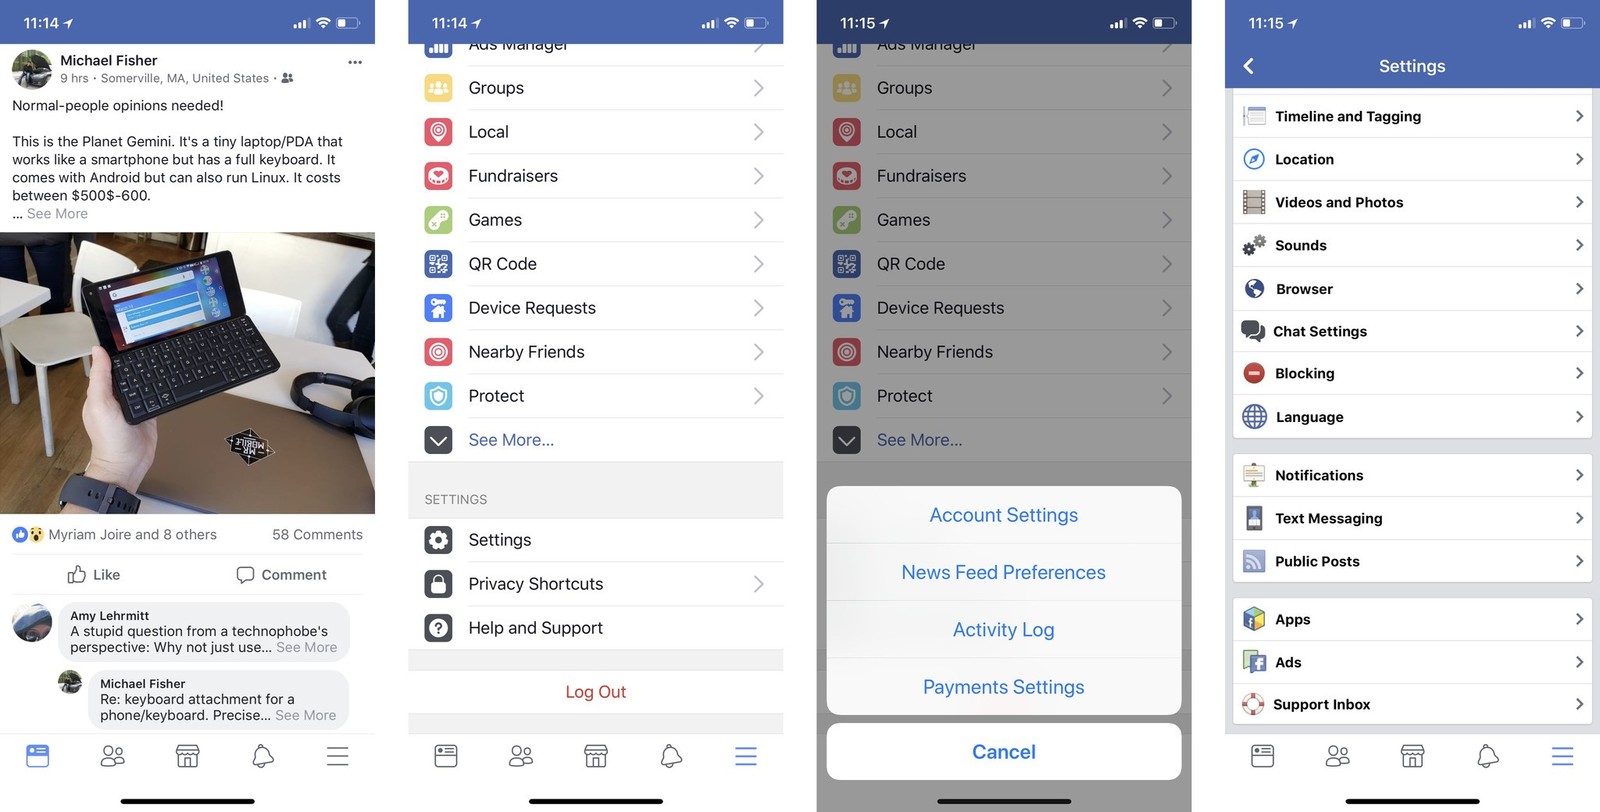 11:14
Michael Fisher
9 hrs · Somerville, MA, United States ·
Normal-people opinions needed!
This is the Planet Gemini. It's a tiny laptop/PDA that
works like a smartphone but has a full keyboard. It
comes with Android but can also run Linux. It costs
between $500$-600.
... See More
MR
MOBILE
Myriam Joire and 8 others
58 Comments
Like
Comment
Amy Lehrmitt
A stupid question from a technophobe's
perspective: Why not just use... See More
Michael Fisher
Re: keyboard attachment for a
phone/keyboard. Precise... See More
11:14
Ads Manager
Groups
Local
Fundraisers
Games
QR Code
Device Requests
Nearby Friends
Protect
See More...
SETTINGS
Settings
Privacy Shortcuts
Help and Support
Log Out
11:15
Ads Manager
Groups
Local
Fundraisers
Games
QR Code
Device Requests
Nearby Friends
Protect
See More...
Account Settings
News Feed Preferences
Activity Log
Payments Settings
Cancel
11:15
Settings
Timeline and Tagging
Location
Videos and Photos
Sounds
Browser
Chat Settings
Blocking
Language
Notifications
Text Messaging
Public Posts
Apps
Ads
Support Inbox